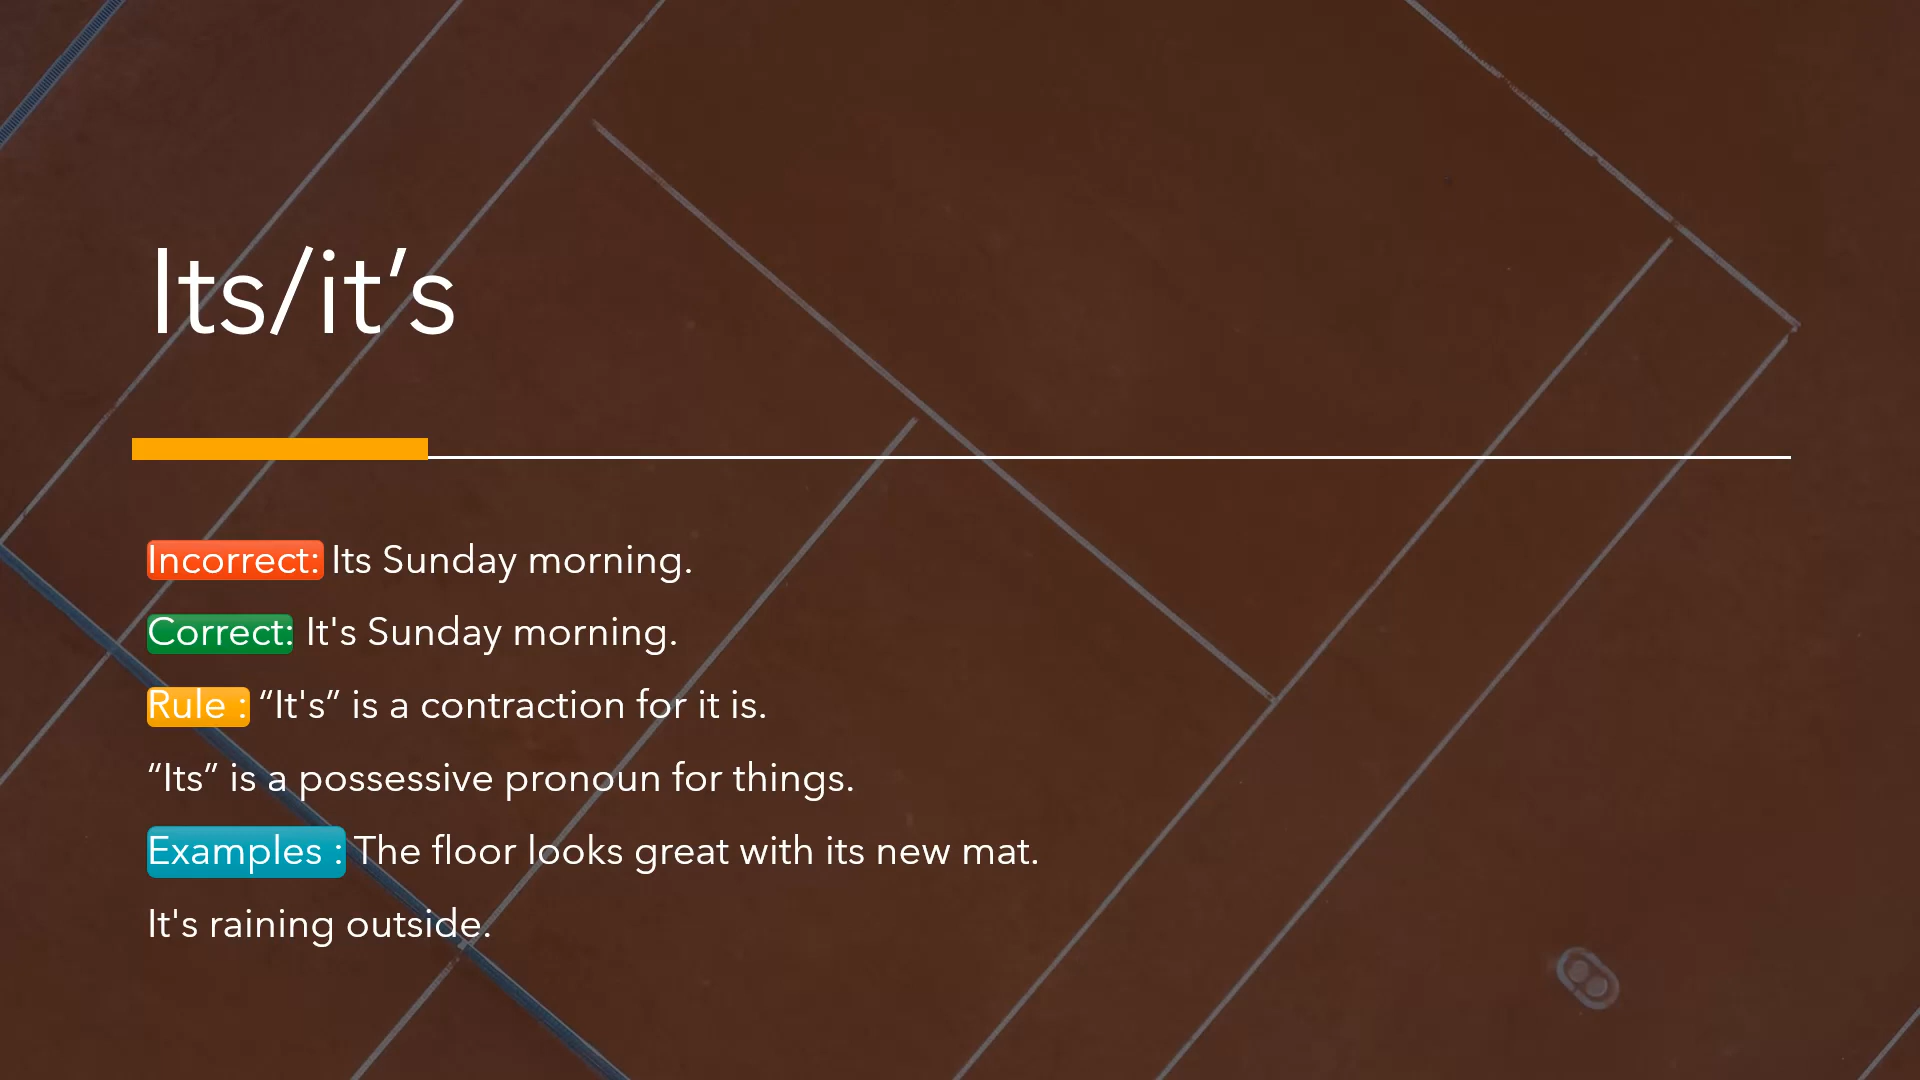 Its/it’s
Incorrect: Its Sunday morning.
Correct: It's Sunday morning.
Rule : “It's” is a contraction for it is.
“Its” is a possessive pronoun for things.
Examples : The floor looks great with its new mat.
It's raining outside.